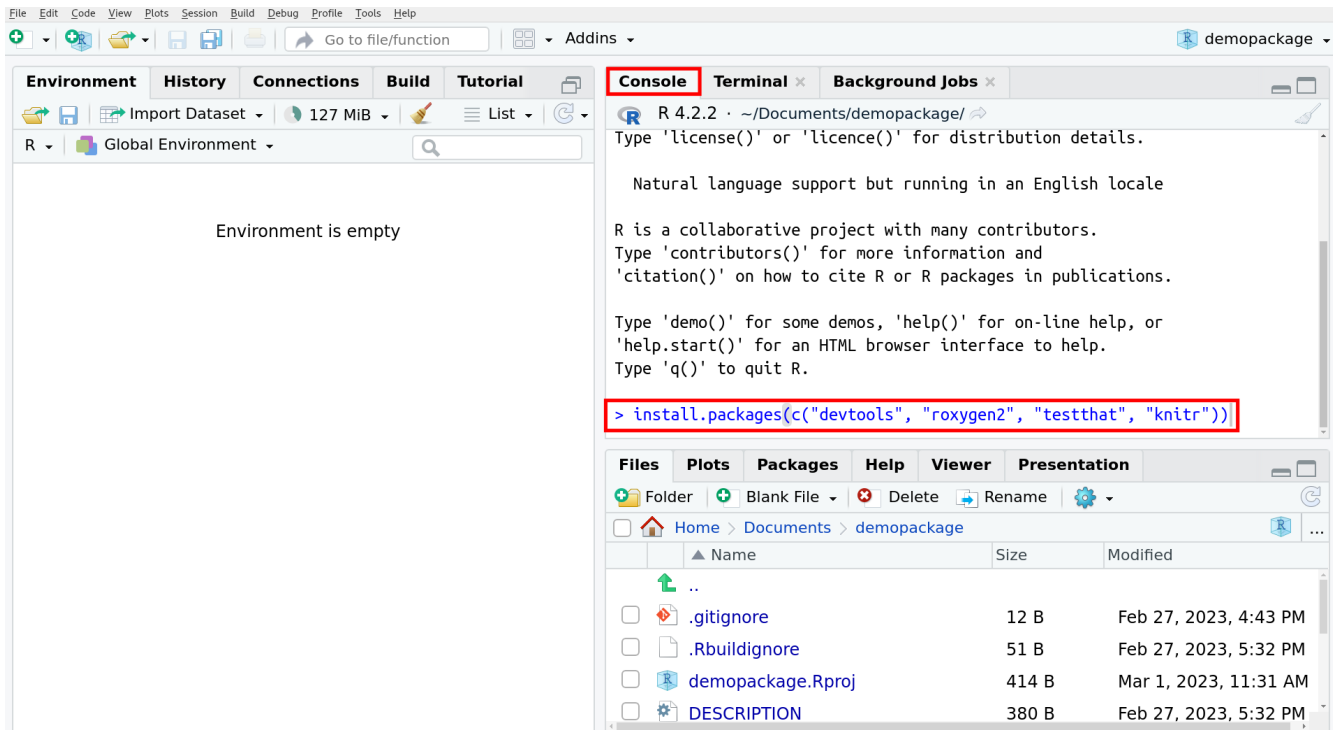 File Edit Code View Plots Session Build Debug Profile Tools Help
Go to file/function Addins demopackage
Environment History Connections Build Tutorial
Import Dataset 127 MiB List
R Global Environment
Environment is empty
Console Terminal Background Jobs
R 4.2.2 · ~/Documents/demopackage/
Type 'license()' or 'licence()' for distribution details.
Natural language support but running in an English locale
R is a collaborative project with many contributors.
Type 'contributors()' for more information and
'citation()' on how to cite R or R packages in publications.
Type 'demo()' for some demos, 'help()' for on-line help, or
'help.start()' for an HTML browser interface to help.
Type 'q()' to quit R.
> install.packages(c("devtools", "roxygen2", "testthat", "knitr"))
Files Plots Packages Help Viewer Presentation
Folder Blank File Delete Rename
Home > Documents > demopackage ...
Name Size Modified
..
.gitignore 12 B Feb 27, 2023, 4:43 PM
.Rbuildignore 51 B Feb 27, 2023, 5:32 PM
demopackage.Rproj 414 B Mar 1, 2023, 11:31 AM
DESCRIPTION 380 B Feb 27, 2023, 5:32 PM